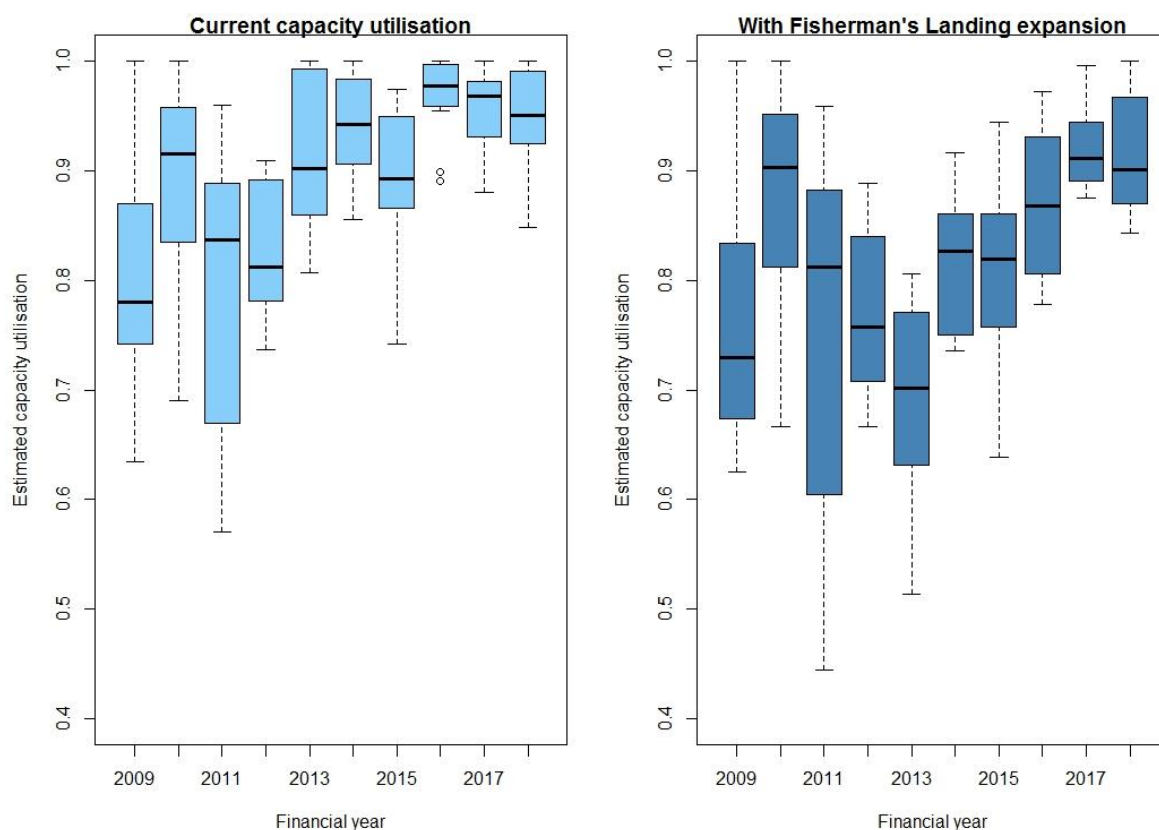 Current capacity utilisation
Estimated capacity utilisation
1.0
0.9
0.8
0.7
0.6
0.5
0.4
2009 2011 2013 2015 2017
Financial year
With Fisherman's Landing expansion
Estimated capacity utilisation
1.0
0.9
0.8
0.7
0.6
0.5
0.4
2009 2011 2013 2015 2017
Financial year